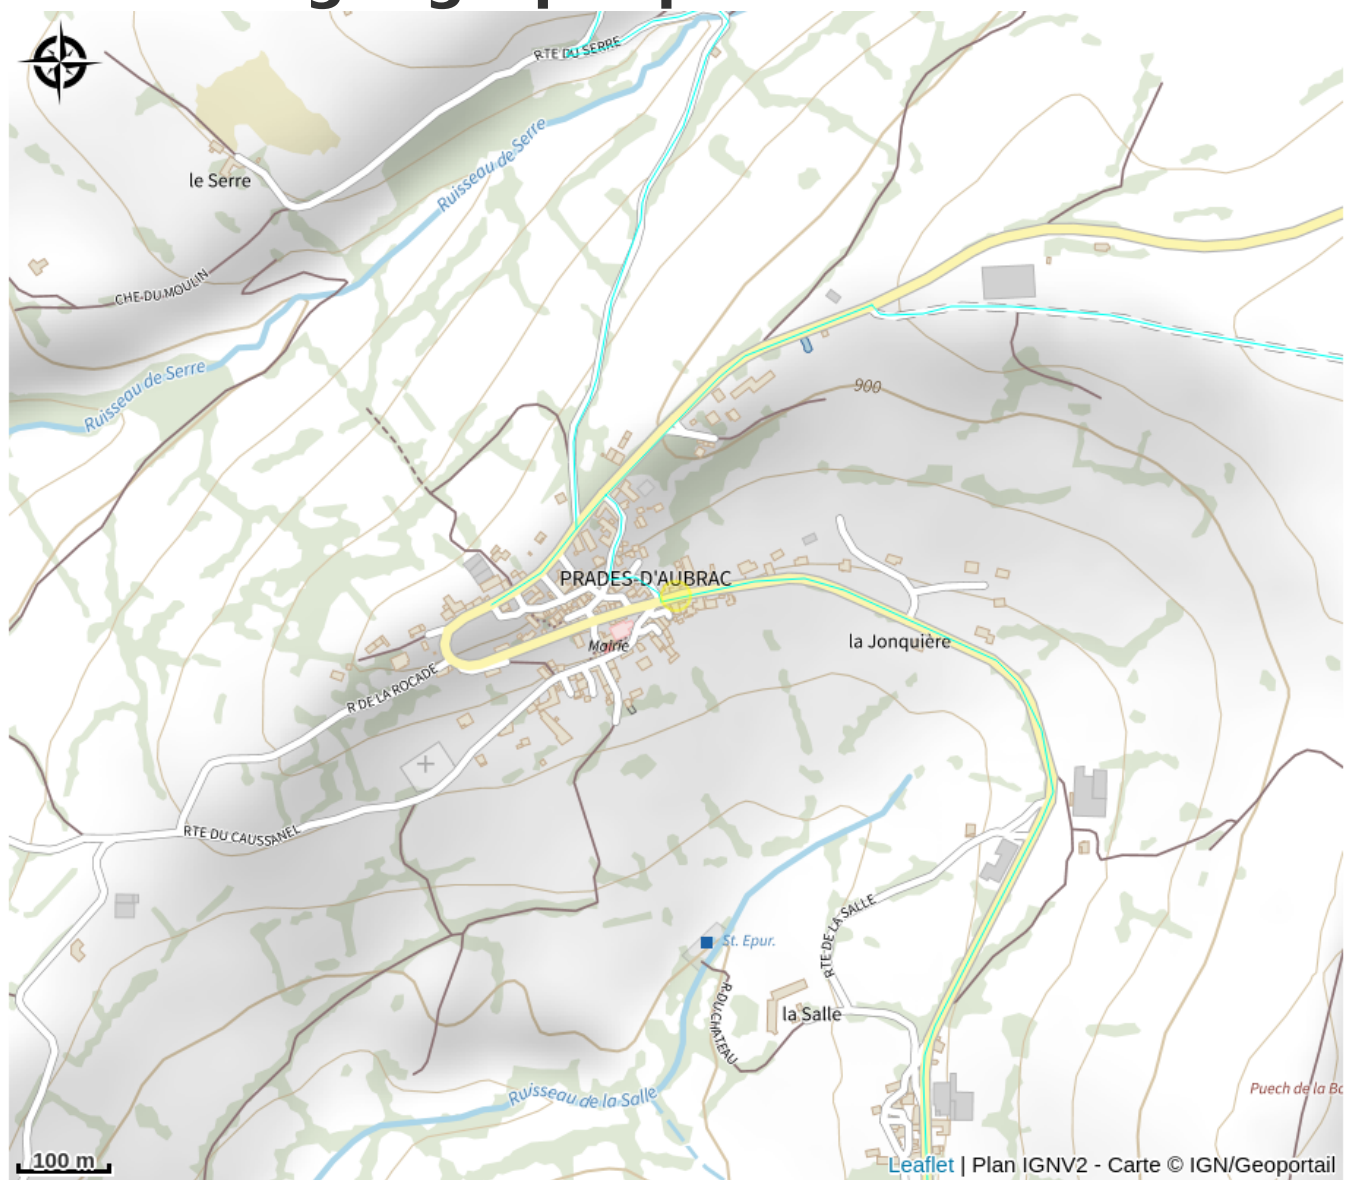 RTE DU SERRE
Ruisseau de Serre
le Serre
CHE DU MOULIN
Ruisseau de Serre
900
PRADES-D'AUBRAC
Mairie
la Jonquière
R DE LA ROCADE
RTE DU CAUSSANEL
RTE DE LA SALLE
St. Epur.
R DU CHATEAU
la Salle
Ruisseau de la Salle
Puech de la Bo
100 m
Leaflet | Plan IGNV2 - Carte © IGN/Geoportail